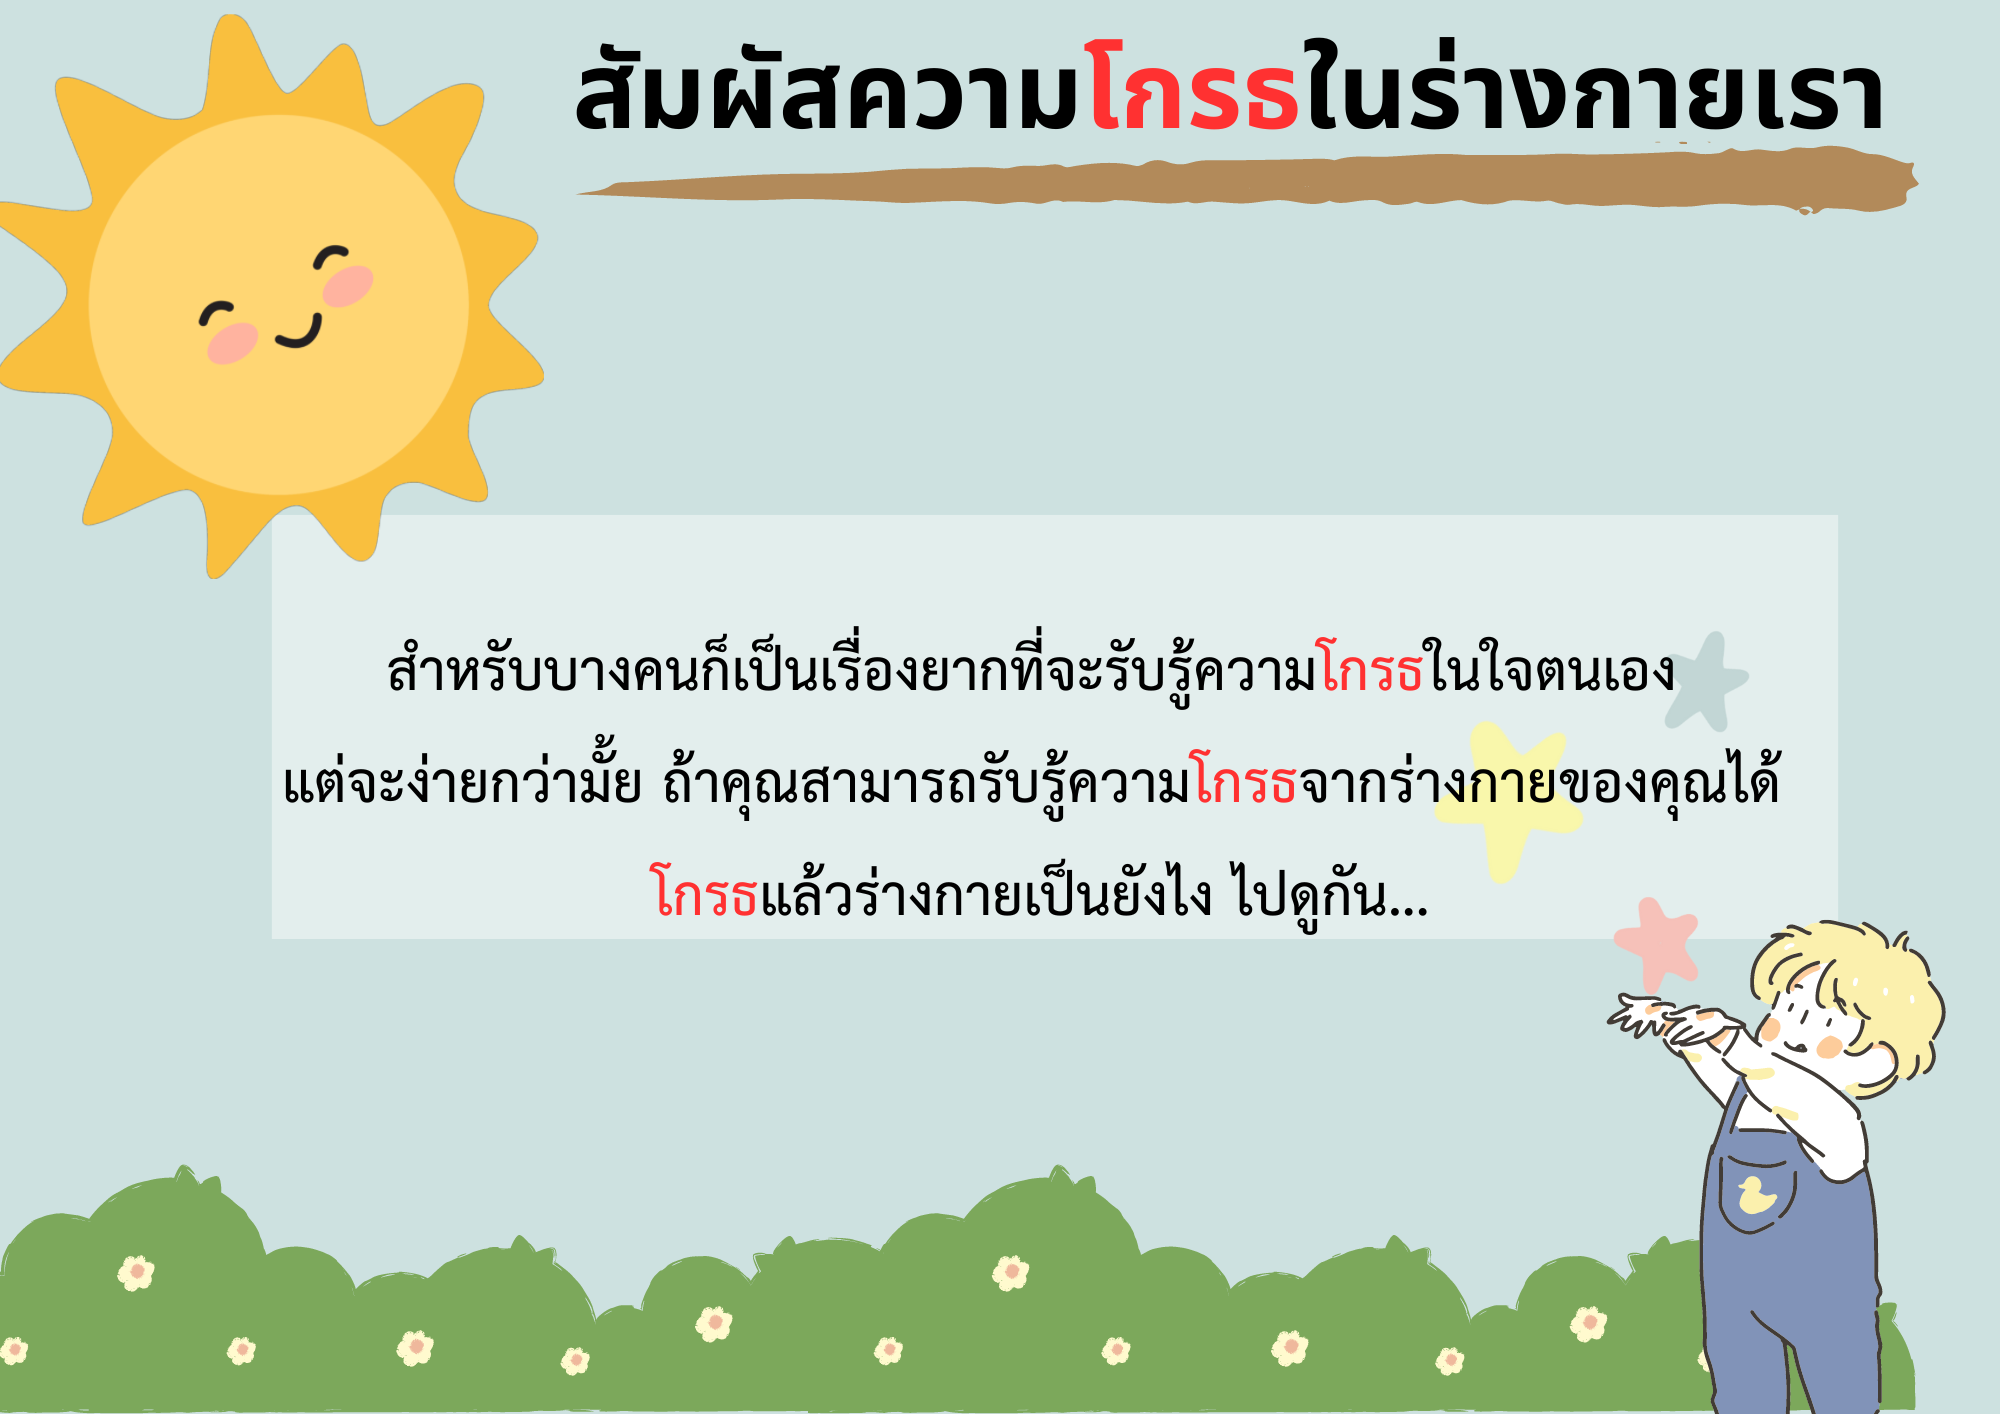 สัมผัสความโกรธในร่างกายเรา
สำหรับบางคนก็เป็นเรื่องยากที่จะรับรู้ความโกรธในใจตนเอง
แต่จะง่ายกว่ามั้ย ถ้าคุณสามารถรับรู้ความโกรธจากร่างกายของคุณได้
โกรธแล้วร่างกายเป็นยังไง ไปดูกัน...